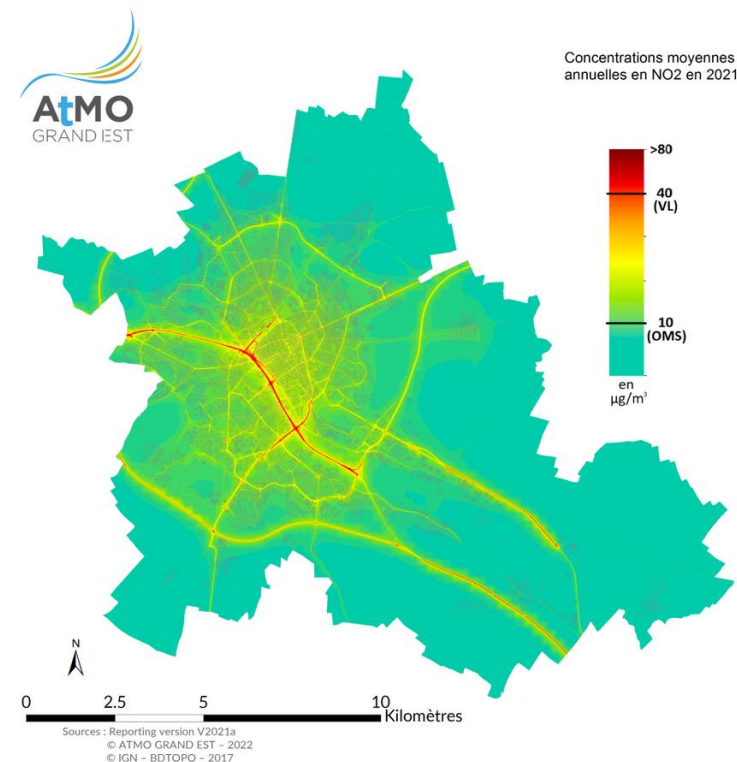 AtMO
GRAND EST
Concentrations moyennes
annuelles en NO2 en 2021
>80
40
(VL)
10
(OMS)
en
µg/m³
N
0 2.5 5 10
Kilomètres
Sources : Reporting version V2021a
© ATMO GRAND EST - 2022
© IGN - BDTOPO - 2017